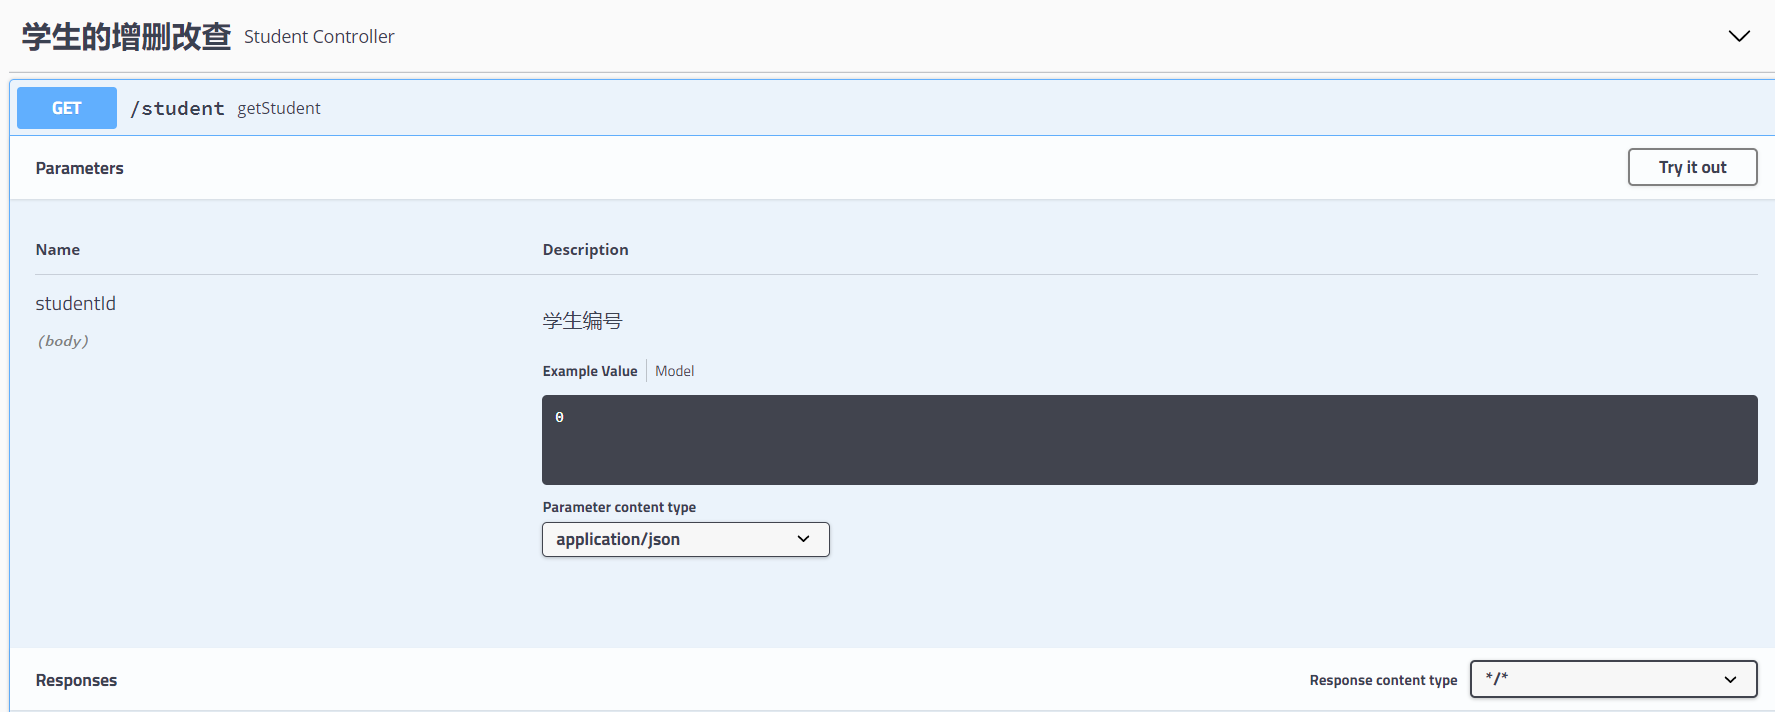 学生的增删改查 Student Controller
GET /student getStudent
Parameters
Try it out
Name Description
studentId
(body)
学生编号
Example Value Model
0
Parameter content type
application/json
Responses
Response content type */*